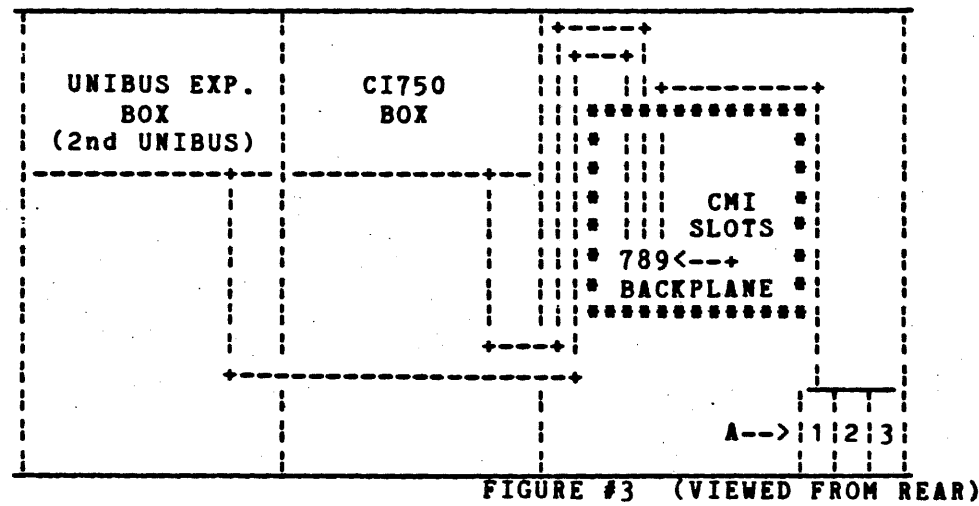 UNIBUS EXP.
BOX
(2nd UNIBUS)
CI750
BOX
CMI
SLOTS
789<--+
BACKPLANE
A-->|1|2|3|
FIGURE #3 (VIEWED FROM REAR)